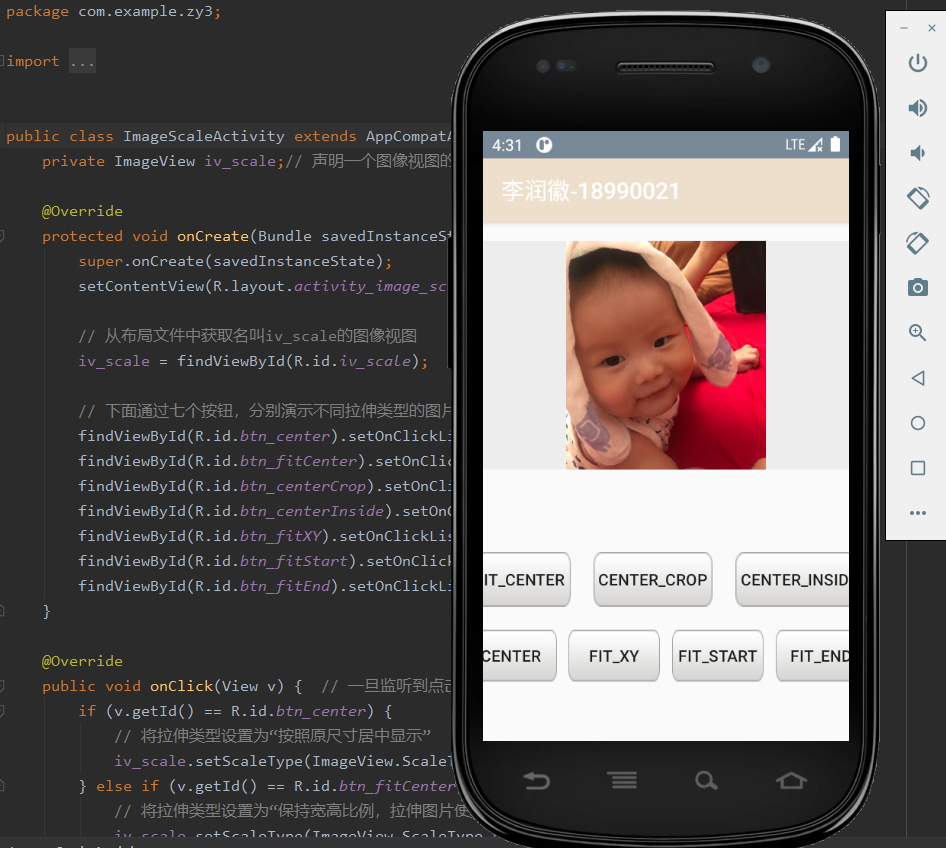 package com.example.zy3;
import ...
public class ImageScaleActivity extends AppCompatA
private ImageView iv_scale;// 声明一个图像视图的
@Override
protected void onCreate(Bundle savedInstanceSt
super.onCreate(savedInstanceState);
setContentView(R.layout.activity_image_sc
// 从布局文件中获取名叫iv_scale的图像视图
iv_scale = findViewById(R.id.iv_scale);
// 下面通过七个按钮，分别演示不同拉伸类型的图片
findViewById(R.id.btn_center).setOnClickLi
findViewById(R.id.btn_fitCenter).setOnClic
findViewById(R.id.btn_centerCrop).setOnCli
findViewById(R.id.btn_centerInside).setOnC
findViewById(R.id.btn_fitXY).setOnClickLis
findViewById(R.id.btn_fitStart).setOnClick
findViewById(R.id.btn_fitEnd).setOnClickLi
}
@Override
public void onClick(View v) {  // 一旦监听到点击
if (v.getId() == R.id.btn_center) {
// 将拉伸类型设置为“按照原尺寸居中显示”
iv_scale.setScaleType(ImageView.ScaleT
} else if (v.getId() == R.id.btn_fitCenter
// 将拉伸类型设置为“保持宽高比例，拉伸图片使
iv_scale.setScaleType(ImageView.ScaleType
4:31 LTE
李润徽-18990021
IT_CENTER CENTER_CROP CENTER_INSID
CENTER FIT_XY FIT_START FIT_END